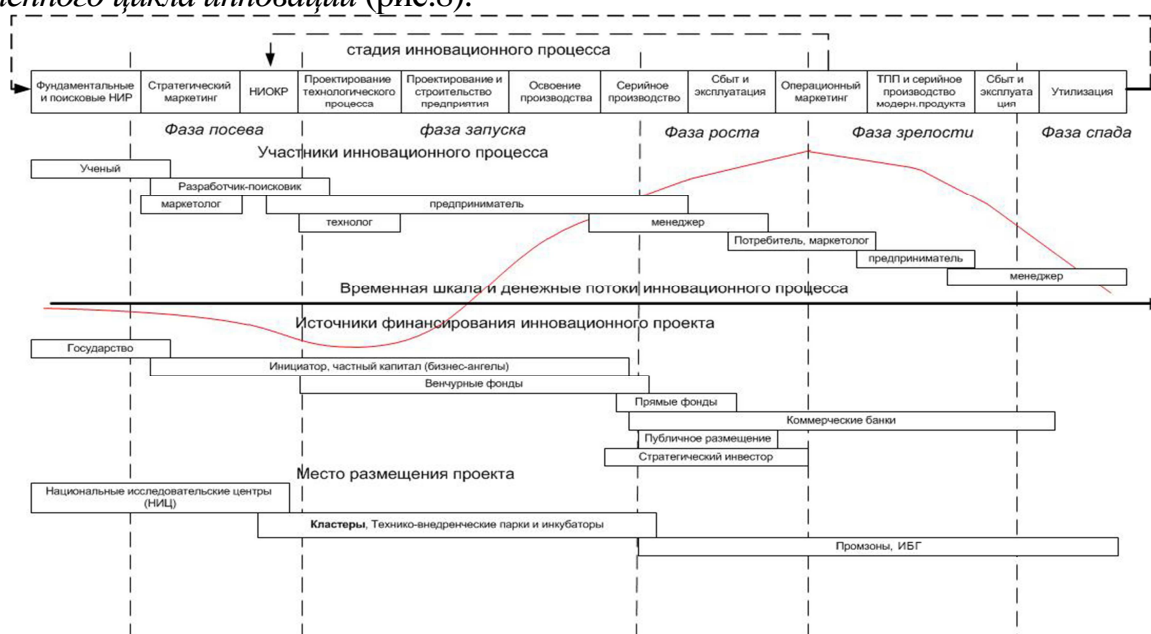 ненного цикла инновации (рис.8).
стадия инновационного процесса
Фундаментальные
и поисковые НИР
Стратегический
маркетинг
НИОКР
Проектирование
технологического
процесса
Проектирование и
строительство
предприятия
Освоение
производства
Серийное
производство
Сбыт и
эксплуатация
Операционный
маркетинг
ТПП и серийное
производство
модерн.продукта
Сбыт и
эксплуата
ция
Утилизация
Фаза посева
фаза запуска
Фаза роста
Фаза зрелости
Фаза спада
Участники инновационного процесса
Ученый
Разработчик-поисковик
маркетолог
предприниматель
технолог
менеджер
Потребитель, маркетолог
предприниматель
менеджер
Временная шкала и денежные потоки инновационного процесса
Источники финансирования инновационного проекта
Государство
Инициатор, частный капитал (бизнес-ангелы)
Венчурные фонды
Прямые фонды
Коммерческие банки
Публичное размещение
Стратегический инвестор
Место размещения проекта
Национальные исследовательские центры
(НИЦ)
Кластеры, Технико-внедренческие парки и инкубаторы
Промзоны, ИБГ